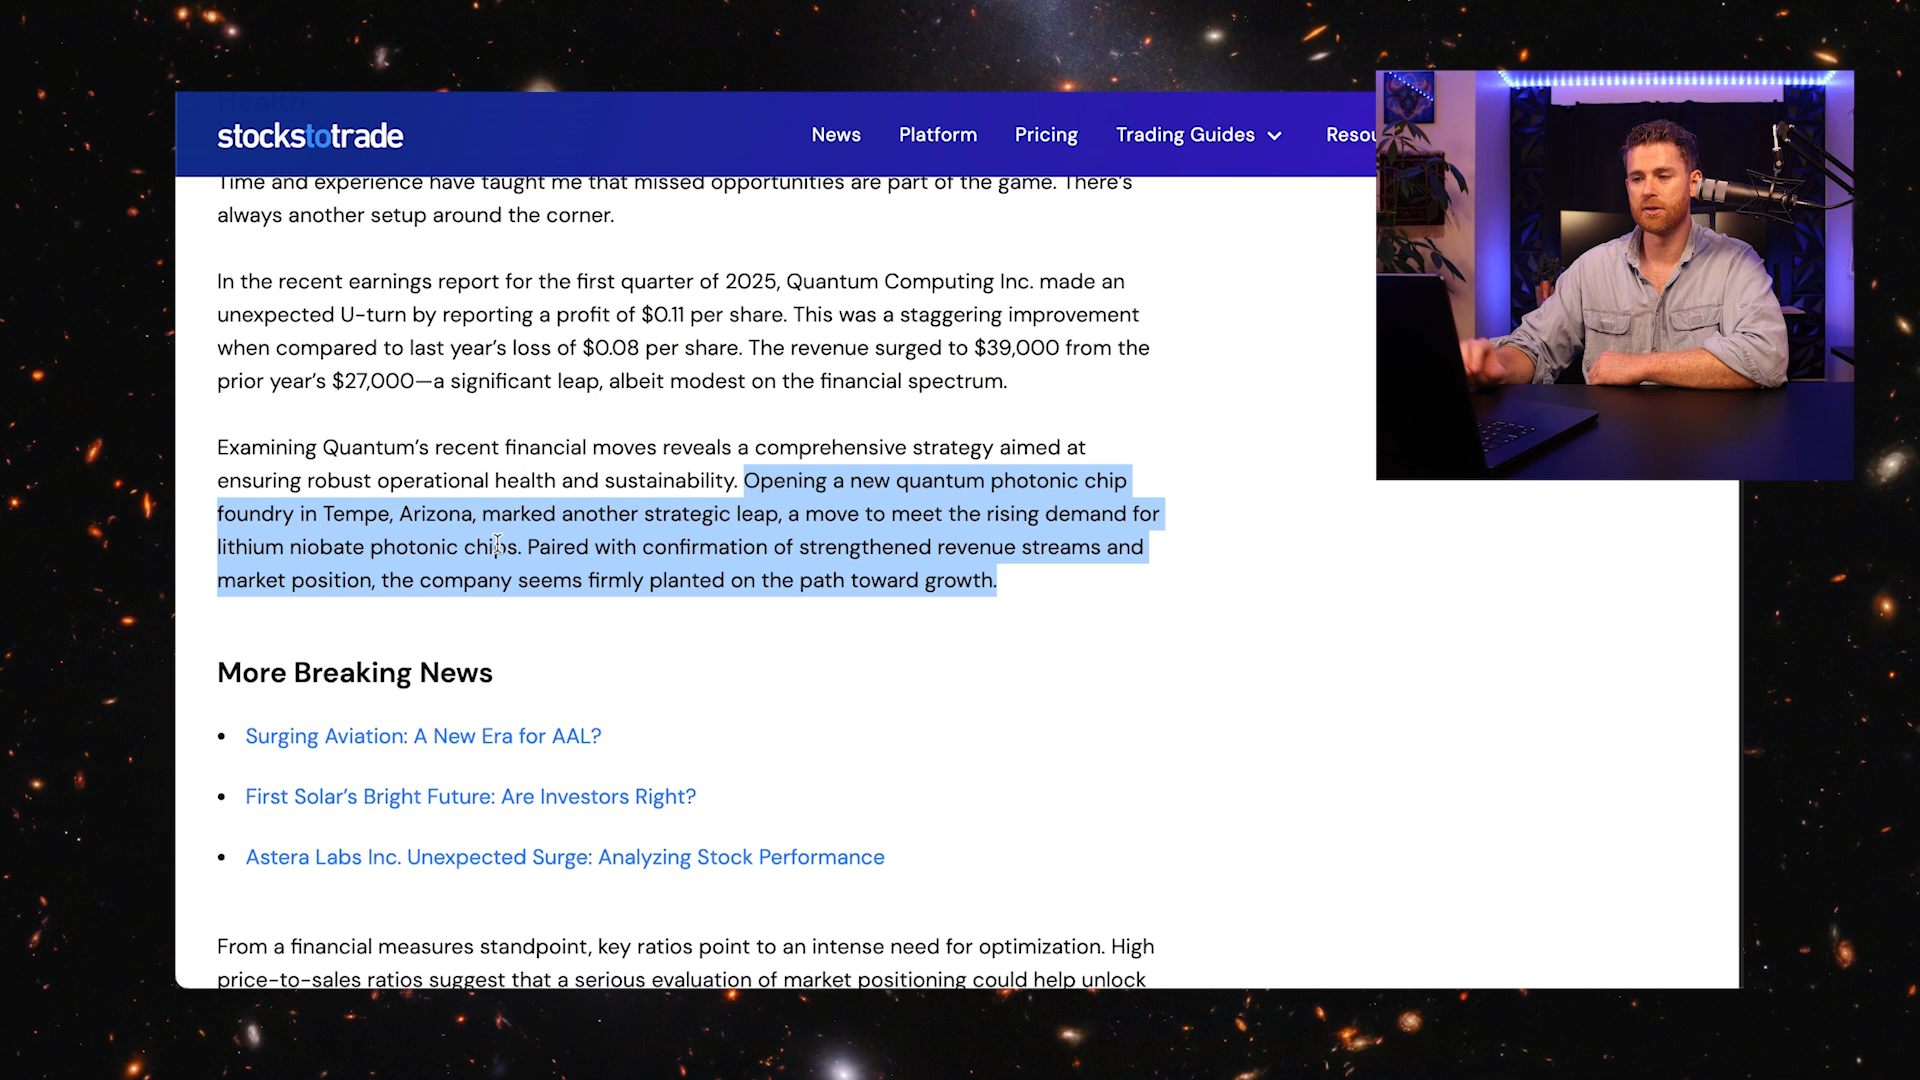 Health
stockstotrade
News Platform Pricing Trading Guides Resou
Time and experience have taught me that missed opportunities are part of the game. There's
always another setup around the corner.
In the recent earnings report for the first quarter of 2025, Quantum Computing Inc. made an
unexpected U-turn by reporting a profit of $0.11 per share. This was a staggering improvement
when compared to last year's loss of $0.08 per share. The revenue surged to $39,000 from the
prior year's $27,000—a significant leap, albeit modest on the financial spectrum.
Examining Quantum's recent financial moves reveals a comprehensive strategy aimed at
ensuring robust operational health and sustainability. Opening a new quantum photonic chip
foundry in Tempe, Arizona, marked another strategic leap, a move to meet the rising demand for
lithium niobate photonic chips. Paired with confirmation of strengthened revenue streams and
market position, the company seems firmly planted on the path toward growth.
More Breaking News
• Surging Aviation: A New Era for AAL?
• First Solar's Bright Future: Are Investors Right?
• Astera Labs Inc. Unexpected Surge: Analyzing Stock Performance
From a financial measures standpoint, key ratios point to an intense need for optimization. High
price-to-sales ratios suggest that a serious evaluation of market positioning could help unlock